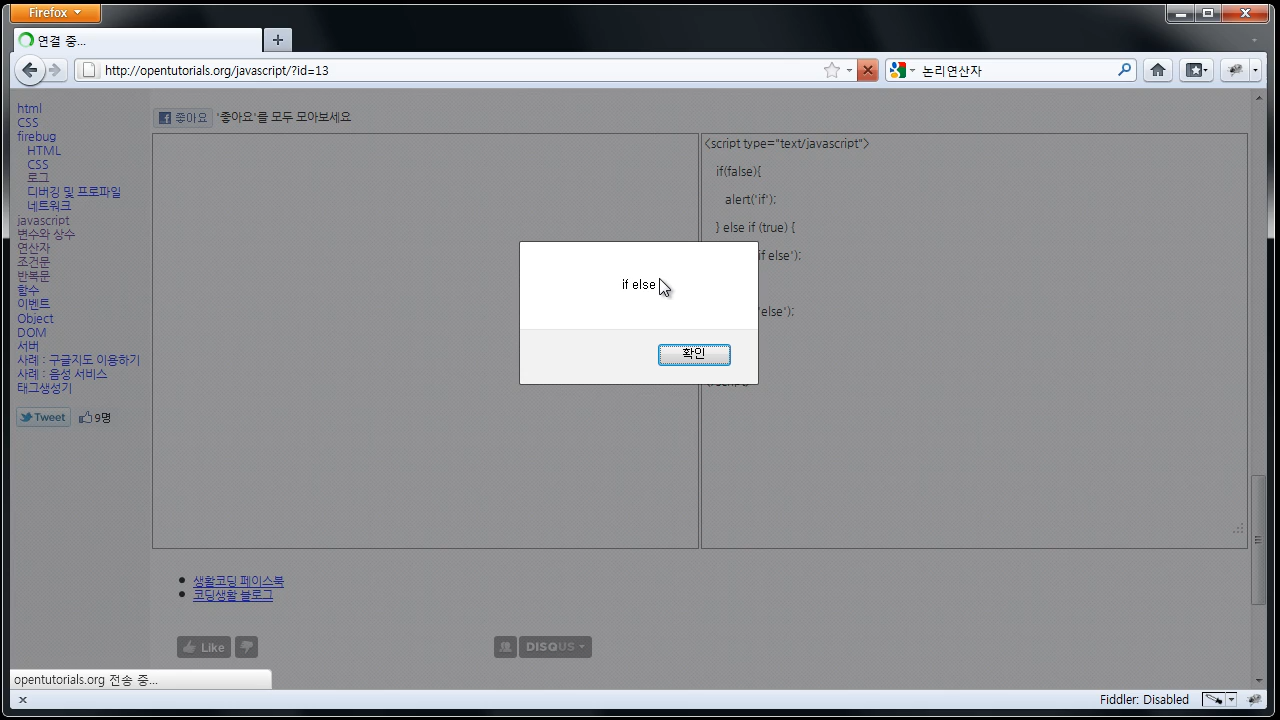 Firefox
연결 중...
http://opentutorials.org/javascript/?id=13
논리연산자
html
CSS
firebug
HTML
CSS
로그
디버깅 및 프로파일
네트워크
javascript
변수와 상수
연산자
조건문
반복문
함수
이벤트
Object
DOM
서버
사례 : 구글지도 이용하기
사례 : 음성 서비스
태그생성기
Tweet 9명
좋아요 '좋아요'를 모두 모아보세요
<script type="text/javascript">
if(false){
alert('if');
} else if (true) {
if else');
'else');
if else
확인
생활코딩 페이스북
코딩생활 블로그
Like
DISQUS
opentutorials.org 전송 중...
Fiddler: Disabled